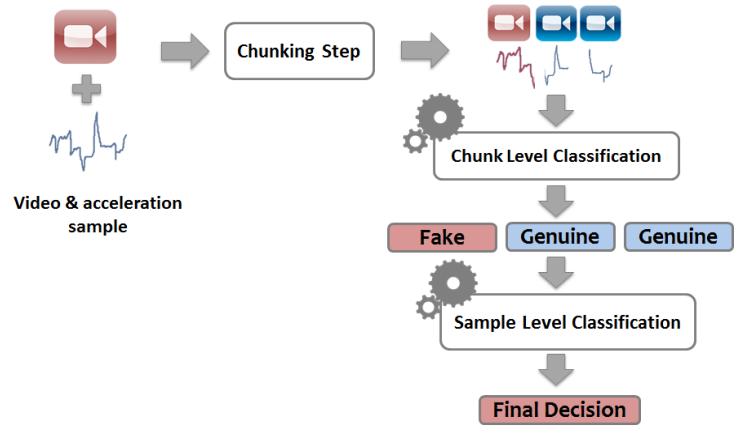 Chunking Step
Video & acceleration
sample
Chunk Level Classification
Fake
Genuine
Genuine
Sample Level Classification
Final Decision